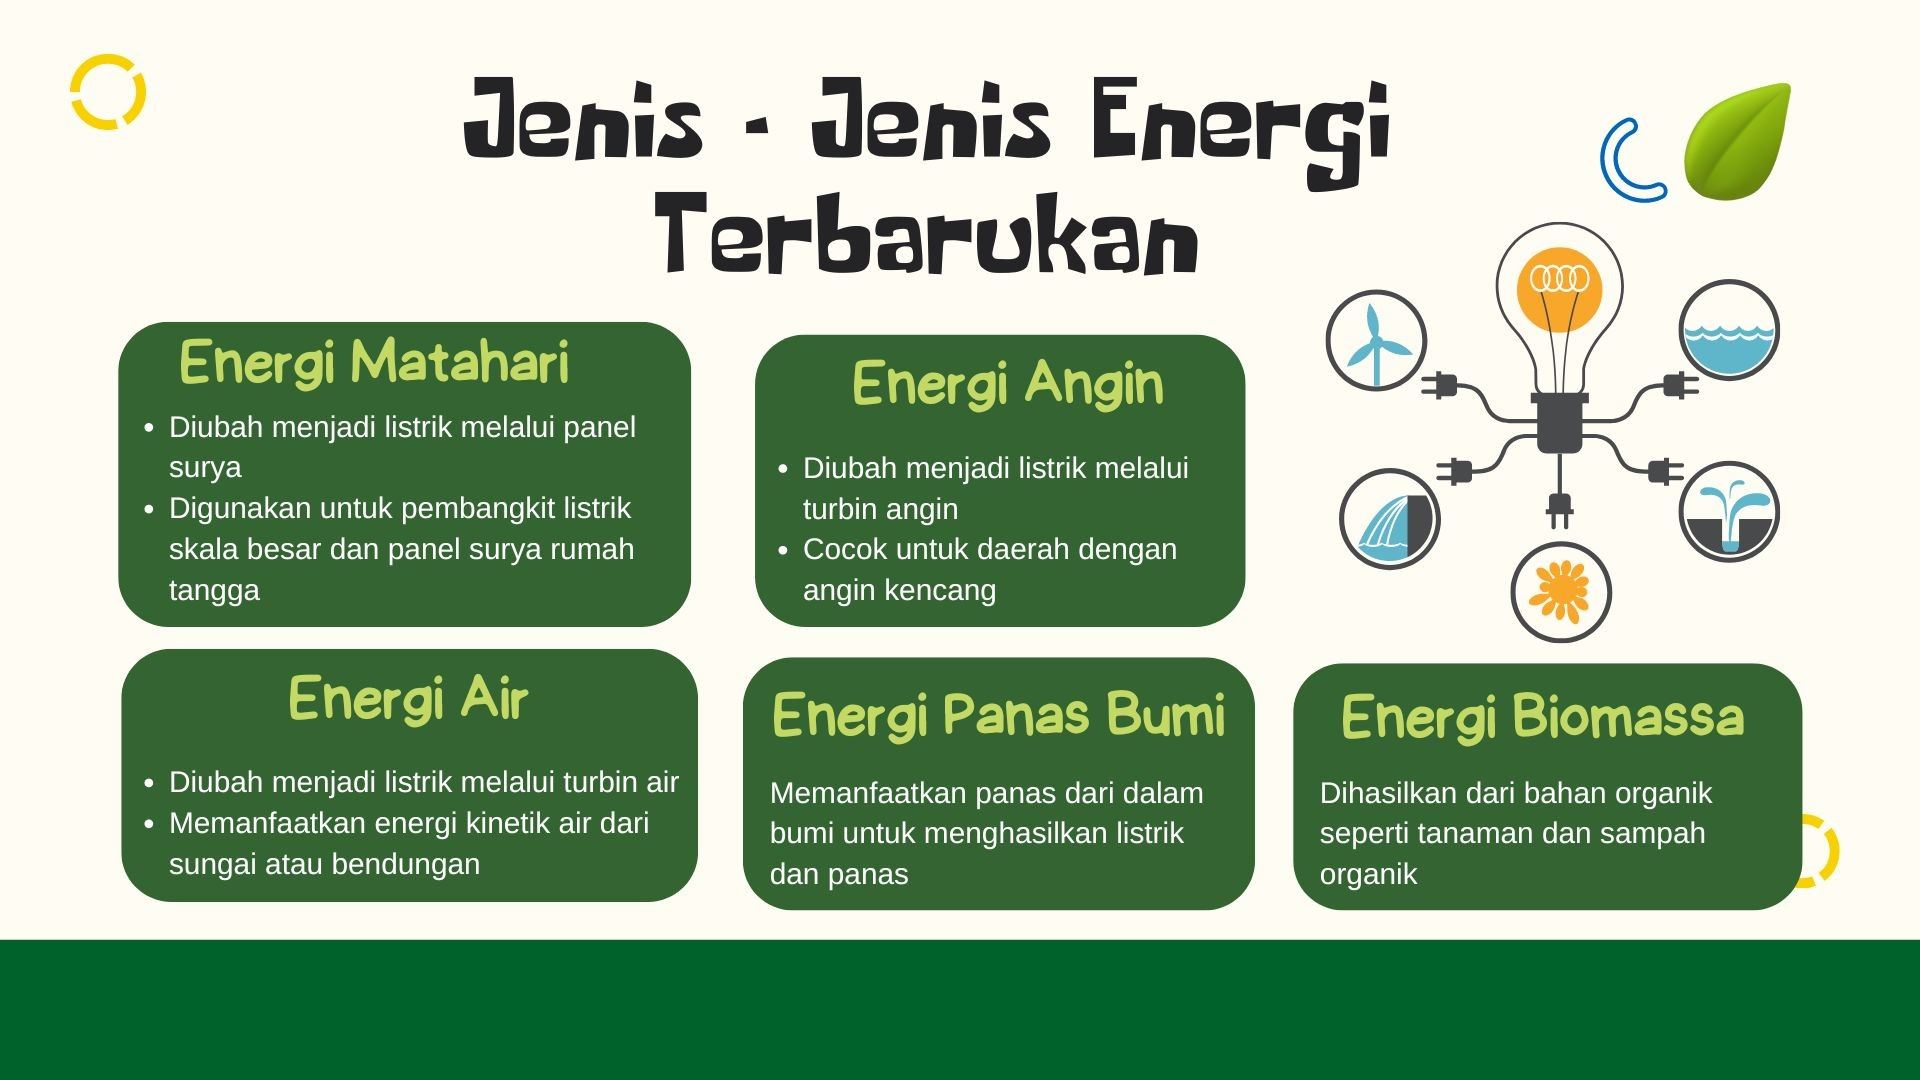 Jenis - Jenis Energi
Terbarukan
Energi Matahari
• Diubah menjadi listrik melalui panel
surya
• Digunakan untuk pembangkit listrik
skala besar dan panel surya rumah
tangga
Energi Angin
• Diubah menjadi listrik melalui
turbin angin
• Cocok untuk daerah dengan
angin kencang
Energi Air
• Diubah menjadi listrik melalui turbin air
• Memanfaatkan energi kinetik air dari
sungai atau bendungan
Energi Panas Bumi
Memanfaatkan panas dari dalam
bumi untuk menghasilkan listrik
dan panas
Energi Biomassa
Dihasilkan dari bahan organik
seperti tanaman dan sampah
organik